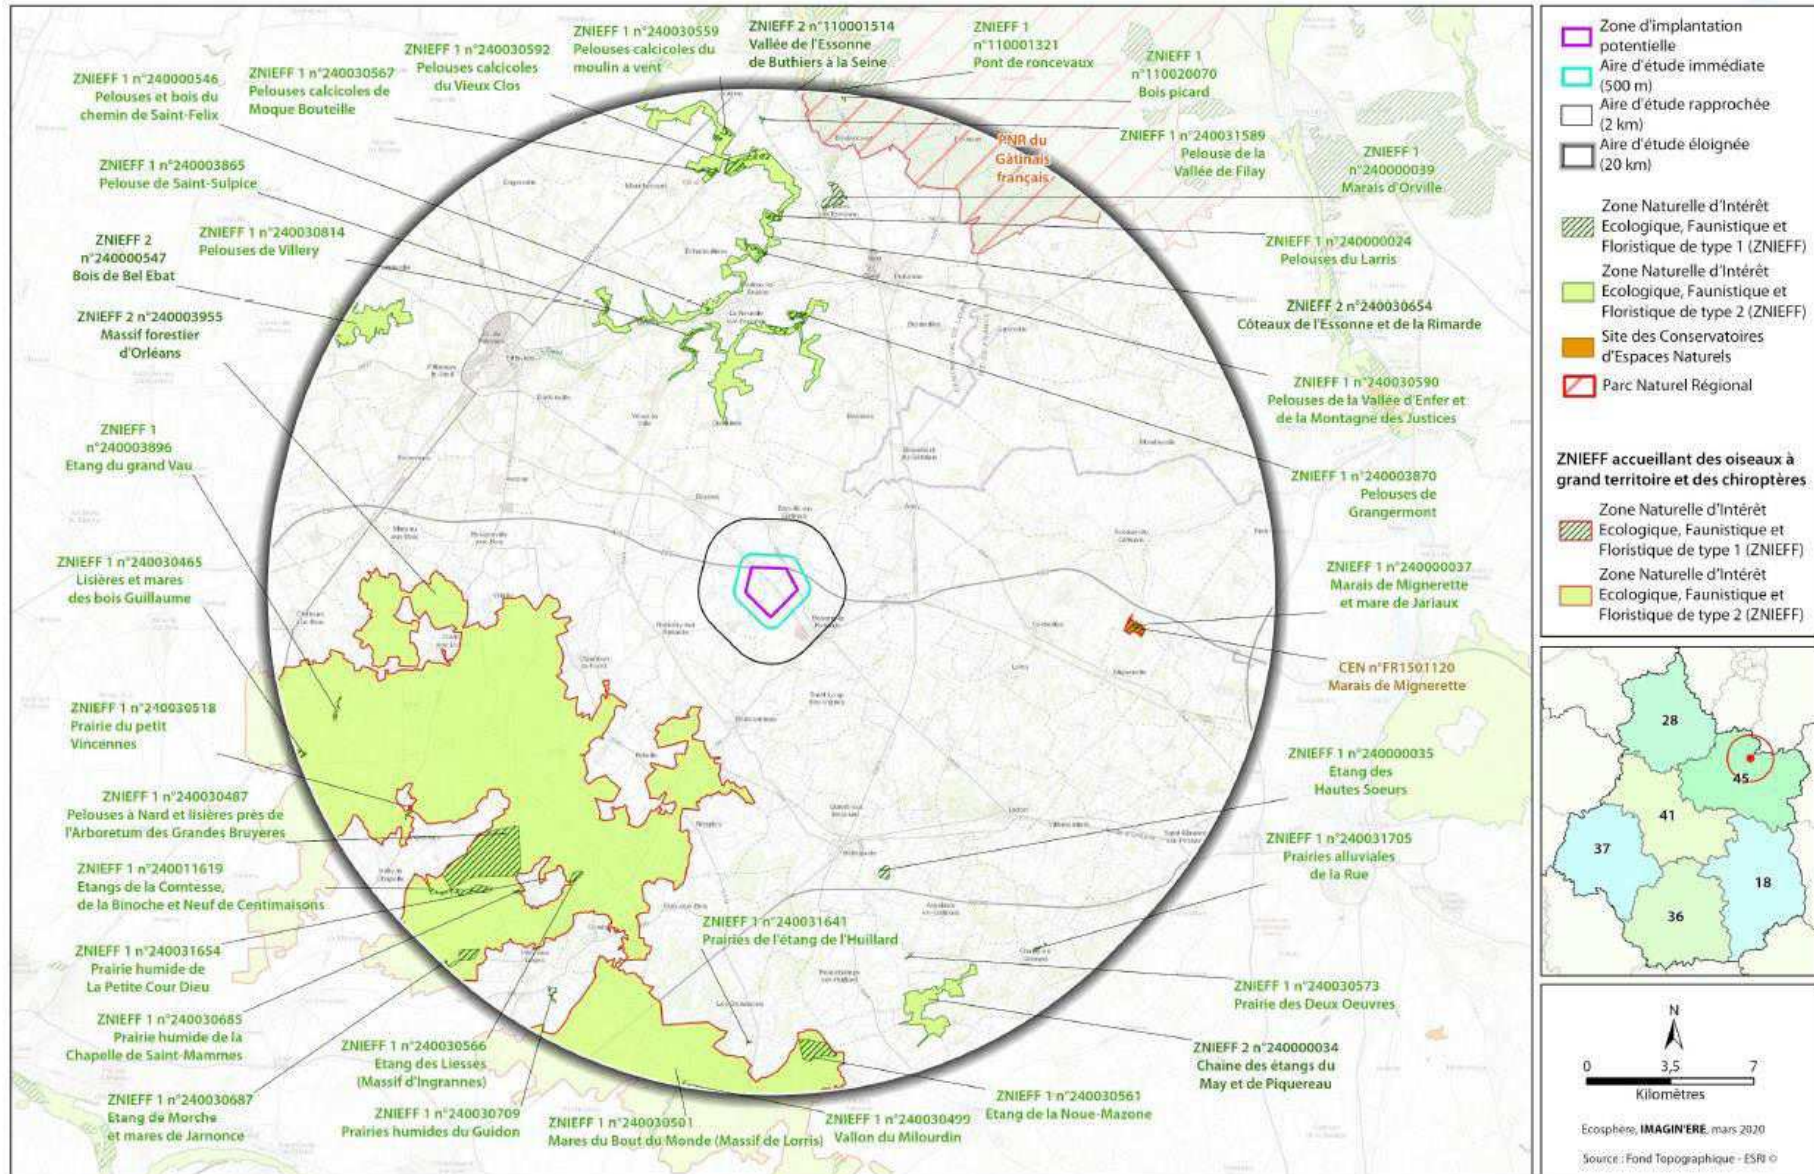 ZNIEFF 1 n°240000546
Pelouses et bois du
chemin de Saint-Felix
ZNIEFF 1 n°240030567
Pelouses calcicoles de
Moque Bouteille
ZNIEFF 1 n°240030592
Pelouses calcicoles
du Vieux Clos
ZNIEFF 1 n°240030559
Pelouses calcicoles du
moulin a vent
ZNIEFF 2 n°110001514
Vallée de l'Essonne
de Buthiers à la Seine
ZNIEFF 1
n°110001321
Pont de roncevaux
ZNIEFF 1
n°110020070
Bois picard
ZNIEFF 1 n°240031589
Pelouse de la
Vallée de Filay
ZNIEFF 1
n°240000039
Marais d'Orville
PNR du
Gâtinais
français
ZNIEFF 1 n°240003865
Pelouse de Saint-Sulpice
ZNIEFF 1 n°240030814
Pelouses de Villery
ZNIEFF 2
n°240000547
Bois de Bel Ebat
ZNIEFF 2 n°240003955
Massif forestier
d'Orléans
ZNIEFF 1
n°240003896
Etang du grand Vau
ZNIEFF 1 n°240030465
Lisières et mares
des bois Guillaume
ZNIEFF 1 n°240030518
Prairie du petit
Vincennes
ZNIEFF 1 n°240030487
Pelouses à Nard et lisières près de
l'Arboretum des Grandes Bruyeres
ZNIEFF 1 n°240011619
Etangs de la Comtesse,
de la Binoche et Neuf de Centimaisons
ZNIEFF 1 n°240031654
Prairie humide de
La Petite Cour Dieu
ZNIEFF 1 n°240030685
Prairie humide de la
Chapelle de Saint-Mammes
ZNIEFF 1 n°240030687
Etang de Morche
et mares de Jarnonce
ZNIEFF 1 n°240030566
Etang des Liesses
(Massif d'Ingrannes)
ZNIEFF 1 n°240030709
Prairies humides du Guidon
ZNIEFF 1 n°240030501
Mares du Bout du Monde (Massif de Lorris)
ZNIEFF 1 n°240031641
Prairies de l'étang de l'Huillard
ZNIEFF 1 n°240030499
Vallon du Milourdin
ZNIEFF 1 n°240030561
Etang de la Noue-Mazone
ZNIEFF 2 n°240000034
Chaine des étangs du
May et de Piquereau
ZNIEFF 1 n°240030573
Prairie des Deux Oeuvres
ZNIEFF 1 n°240031705
Prairies alluviales
de la Rue
ZNIEFF 1 n°240000035
Etang des
Hautes Soeurs
CEN n°FR1501120
Marais de Mignerette
ZNIEFF 1 n°240000037
Marais de Mignerette
et mare de Jariaux
ZNIEFF 1 n°240003870
Pelouses de
Grangermont
ZNIEFF 1 n°240030590
Pelouses de la Vallée d'Enfer et
de la Montagne des Justices
ZNIEFF 2 n°240030654
Côteaux de l'Essonne et de la Rimarde
ZNIEFF 1 n°240000024
Pelouses du Larris
Zone d'implantation
potentielle
Aire d'étude immédiate
(500 m)
Aire d'étude rapprochée
(2 km)
Aire d'étude éloignée
(20 km)
Zone Naturelle d'Intérêt
Ecologique, Faunistique et
Floristique de type 1 (ZNIEFF)
Zone Naturelle d'Intérêt
Ecologique, Faunistique et
Floristique de type 2 (ZNIEFF)
Site des Conservatoires
d'Espaces Naturels
Parc Naturel Régional
ZNIEFF accueillant des oiseaux à
grand territoire et des chiroptères
Zone Naturelle d'Intérêt
Ecologique, Faunistique et
Floristique de type 1 (ZNIEFF)
Zone Naturelle d'Intérêt
Ecologique, Faunistique et
Floristique de type 2 (ZNIEFF)
28
45
41
37
18
36
N
0 3,5 7
Kilomètres
Ecosphère, IMAGIN'ERE, mars 2020
Source : Fond Topographique - ESRI ©